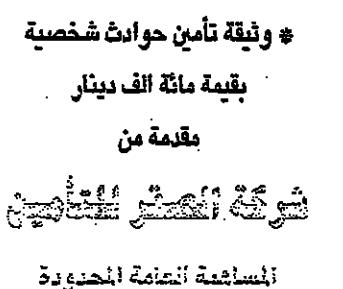 * وثيقة تأمين حوادث شخصية
بقيمة مائة الف دينار
مقدمة من
شركة للتأمين
المساهمة العامة المحدودة